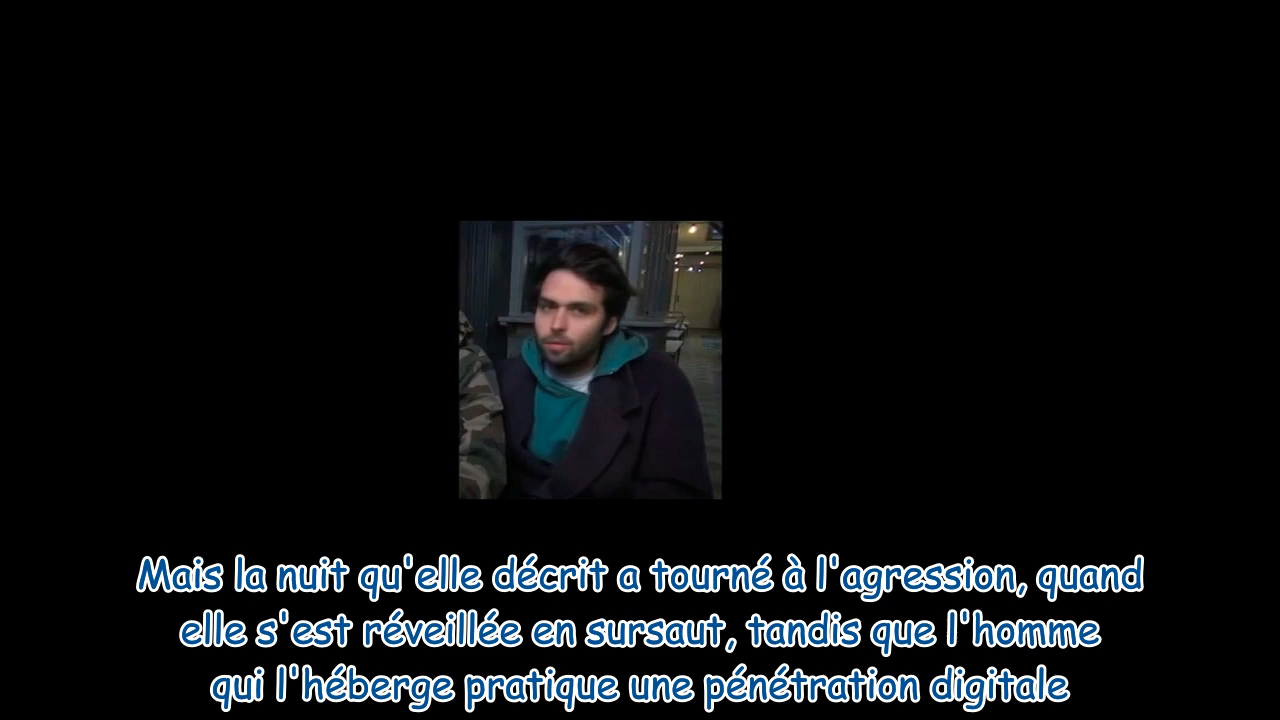 Mais la nuit qu'elle décrit a tourné à l'agression, quand
elle s'est réveillée en sursaut, tandis que l'homme
qui l'héberge pratique une pénétration digitale